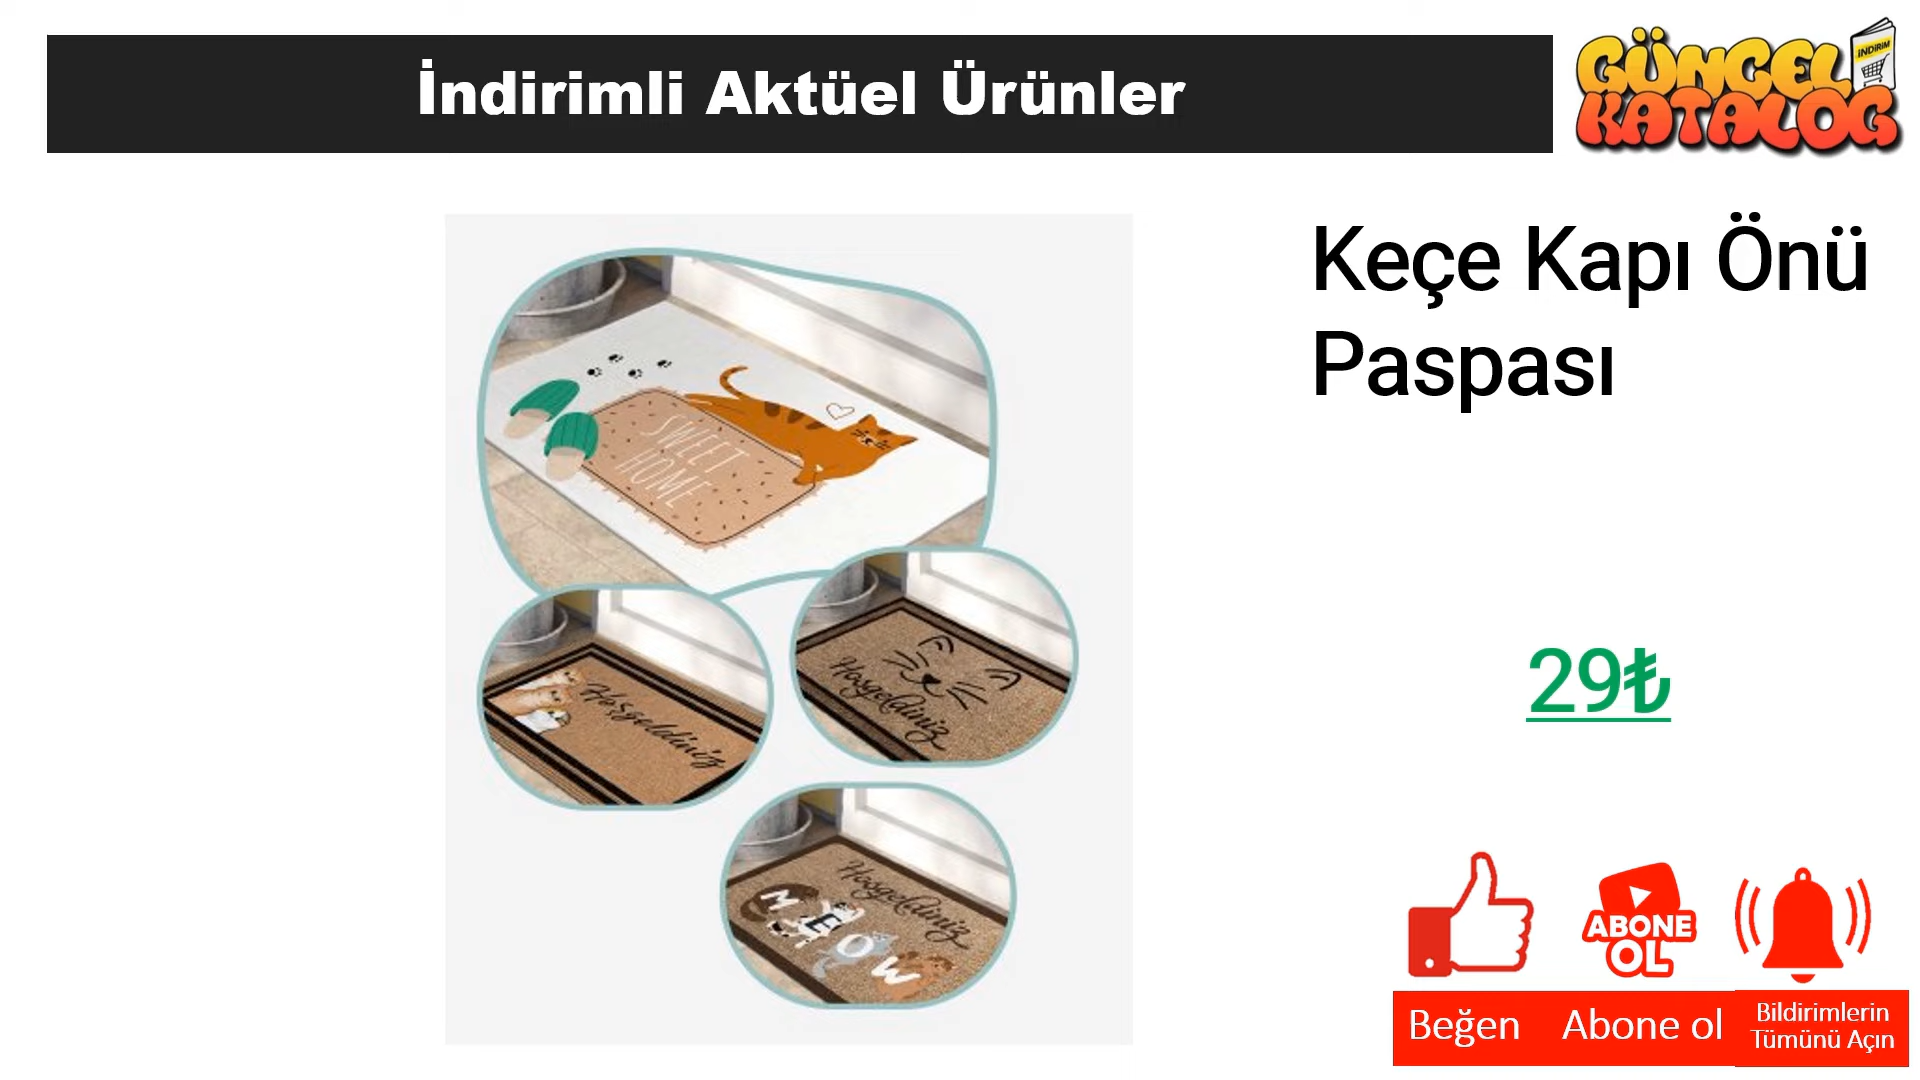 İndirimli Aktüel Ürünler
GÜNCEL
KATALOG
İNDİRİM
Keçe Kapı Önü
Paspası
SWEET
HOME
Hoşgeldiniz
Hoşgeldiniz
Hoşgeldiniz
MEOW
29₺
ABONE
OL
Beğen
Abone ol
Bildirimlerin
Tümünü Açın